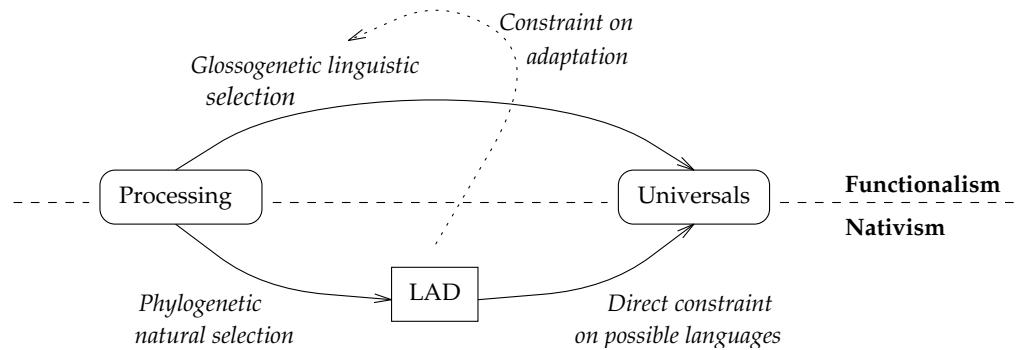 Constraint on
adaptation
Glossogenetic linguistic
selection
Processing
Universals
Functionalism
Nativism
LAD
Phylogenetic
natural selection
Direct constraint
on possible languages